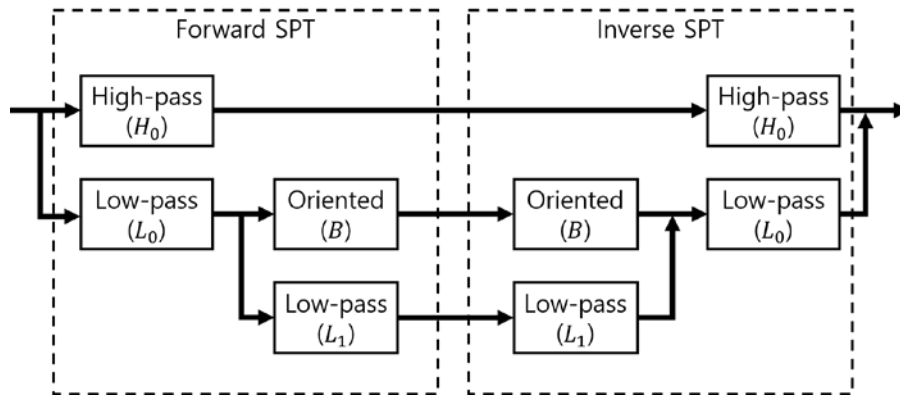 Forward SPT
Inverse SPT
High-pass
(H₀)
High-pass
(H₀)
Low-pass
(L₀)
Oriented
(B)
Oriented
(B)
Low-pass
(L₀)
Low-pass
(L₁)
Low-pass
(L₁)